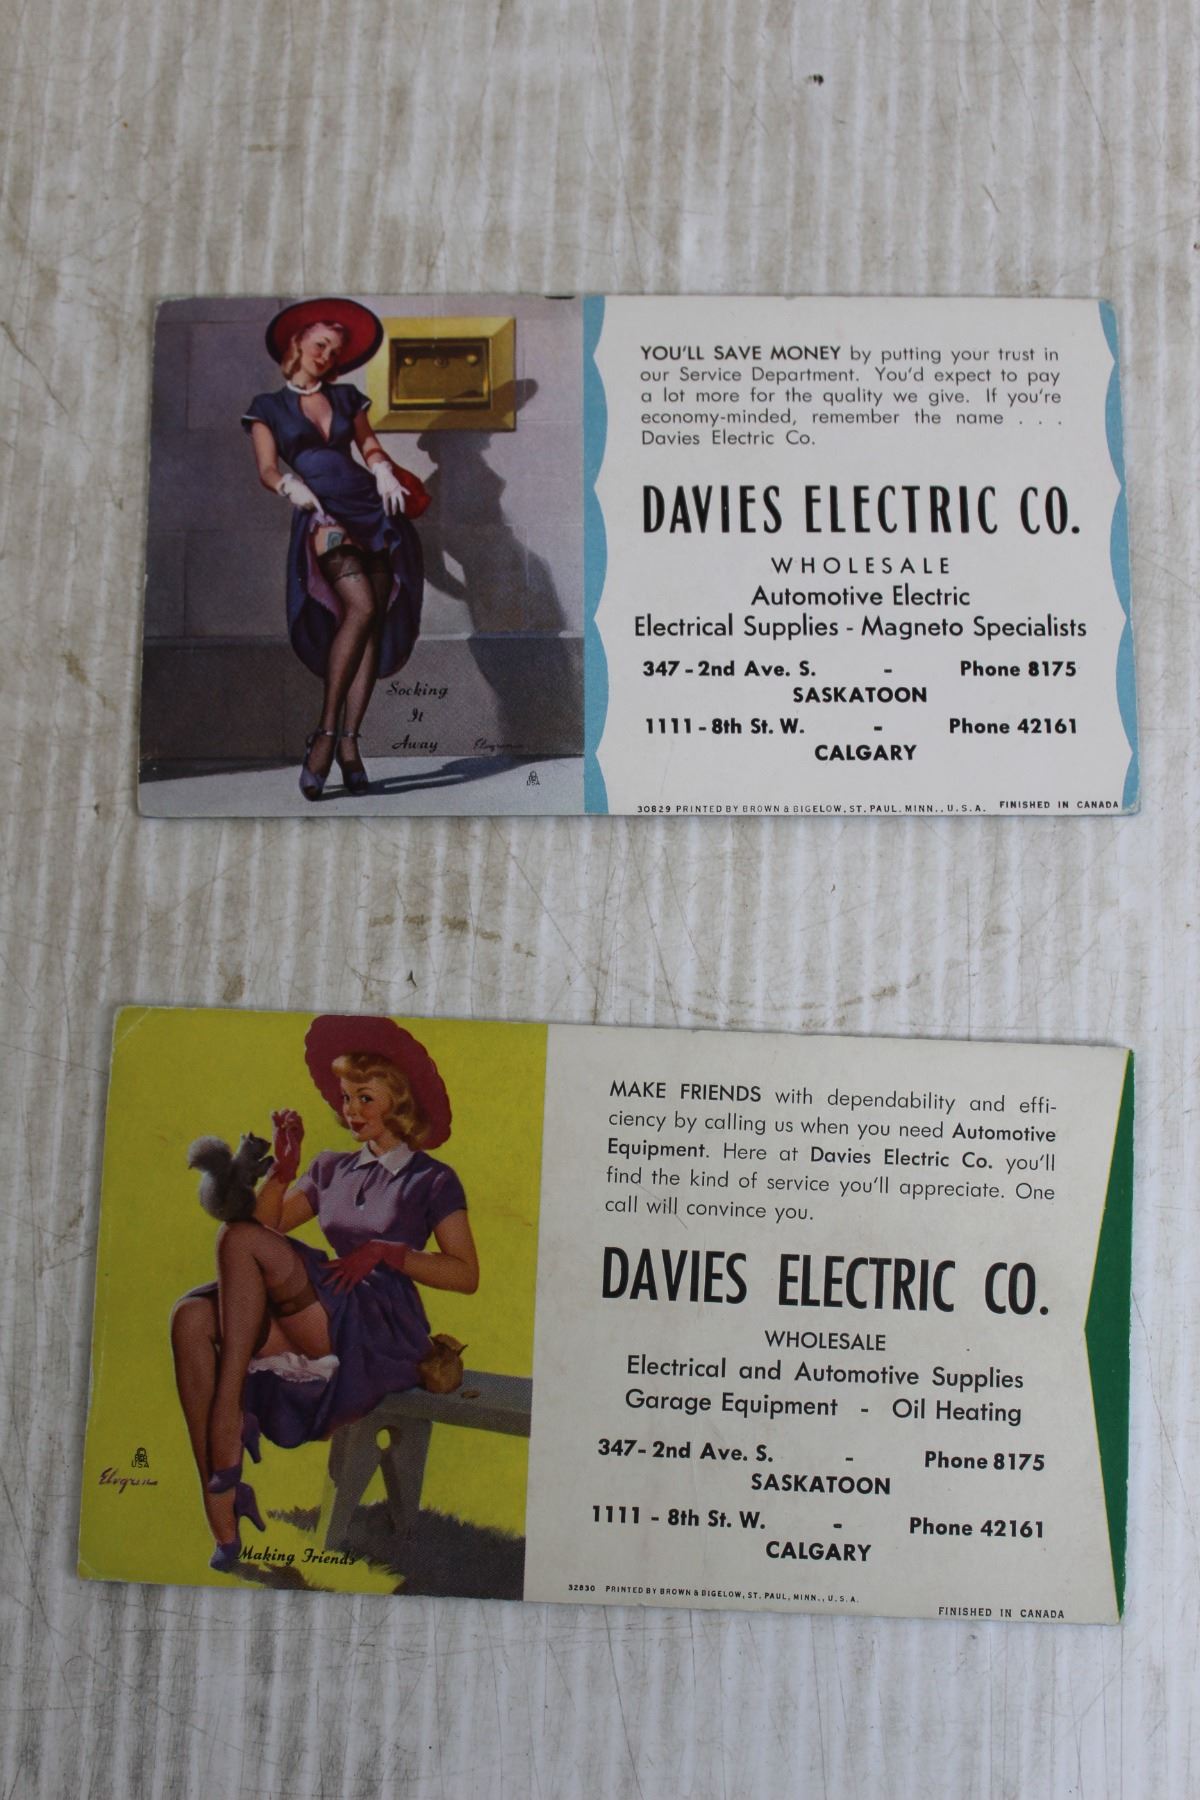 YOU'LL SAVE MONEY by putting your trust in
our Service Department. You'd expect to pay
a lot more for the quality we give. If you're
economy-minded, remember the name . . .
Davies Electric Co.
DAVIES ELECTRIC CO.
WHOLESALE
Automotive Electric
Electrical Supplies - Magneto Specialists
347 - 2nd Ave. S. - Phone 8175
SASKATOON
1111 - 8th St. W. - Phone 42161
CALGARY
30829 PRINTED BY BROWN & BIGELOW, ST. PAUL, MINN., U.S.A. FINISHED IN CANADA
Socking
It
Away
Elvgren
USA
MAKE FRIENDS with dependability and effi-
ciency by calling us when you need Automotive
Equipment. Here at Davies Electric Co. you'll
find the kind of service you'll appreciate. One
call will convince you.
DAVIES ELECTRIC CO.
WHOLESALE
Electrical and Automotive Supplies
Garage Equipment - Oil Heating
347 - 2nd Ave. S. - Phone 8175
SASKATOON
1111 - 8th St. W. - Phone 42161
CALGARY
32830 PRINTED BY BROWN & BIGELOW, ST. PAUL, MINN., U.S.A.
FINISHED IN CANADA
USA
Elvgren
Making Friends